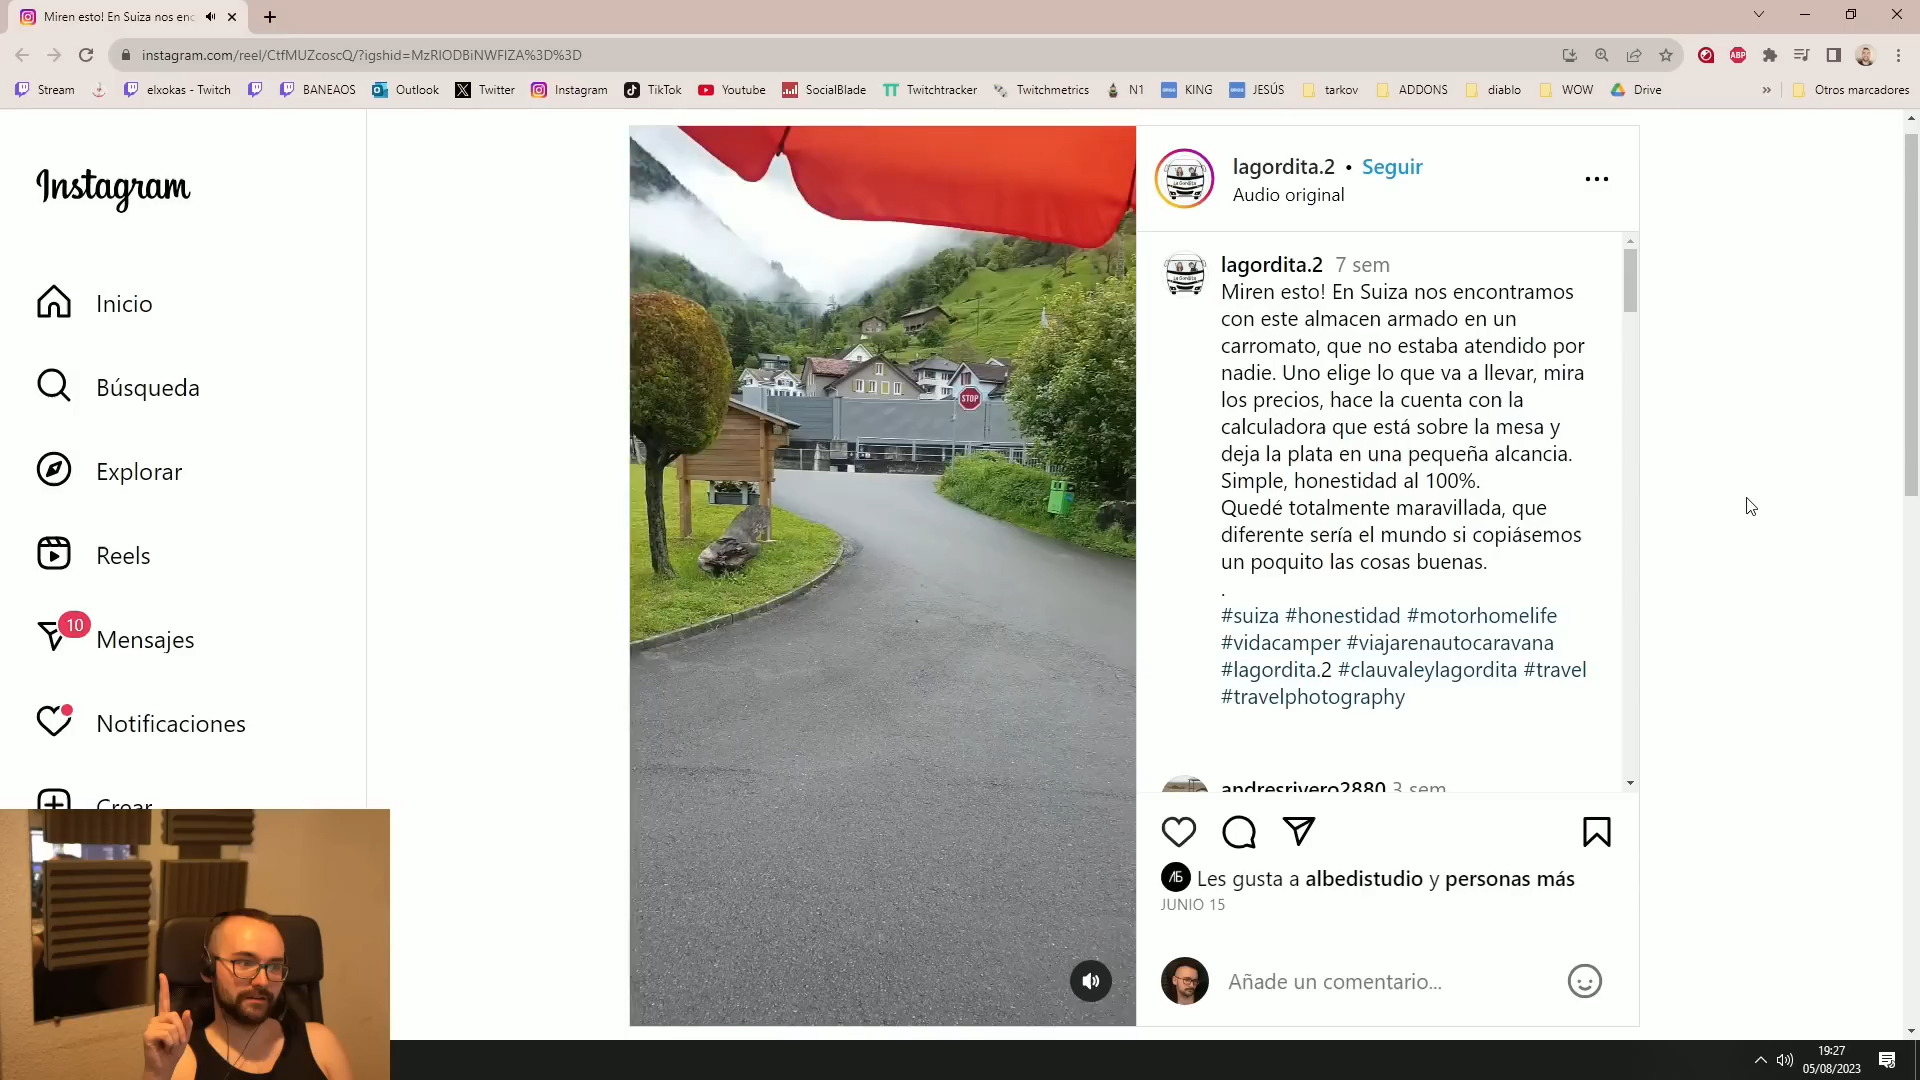 Miren esto! En Suiza nos enc
instagram.com/reel/CtfMUZcoscQ/?igshid=MzRlODBiNWFlZA%3D%3D
Stream
elxokas - Twitch
BANEAOS
Outlook
Twitter
Instagram
TikTok
Youtube
SocialBlade
Twitchtracker
Twitchmetrics
N1
KING
JESÚS
tarkov
ADDONS
diablo
WOW
Drive
Otros marcadores
ABP
Instagram
Inicio
Búsqueda
Explorar
Reels
10
Mensajes
Notificaciones
Crear
STOP
lagordita.2 • Seguir
Audio original
lagordita.2 7 sem
Miren esto! En Suiza nos encontramos
con este almacen armado en un
carromato, que no estaba atendido por
nadie. Uno elige lo que va a llevar, mira
los precios, hace la cuenta con la
calculadora que está sobre la mesa y
deja la plata en una pequeña alcancia.
Simple, honestidad al 100%.
Quedé totalmente maravillada, que
diferente sería el mundo si copiásemos
un poquito las cosas buenas.
.
#suiza #honestidad #motorhomelife
#vidacamper #viajarenautocaravana
#lagordita.2 #clauvaleylagordita #travel
#travelphotography
andresrivero2880 3 sem
Les gusta a albedistudio y personas más
JUNIO 15
Añade un comentario...
19:27
05/08/2023